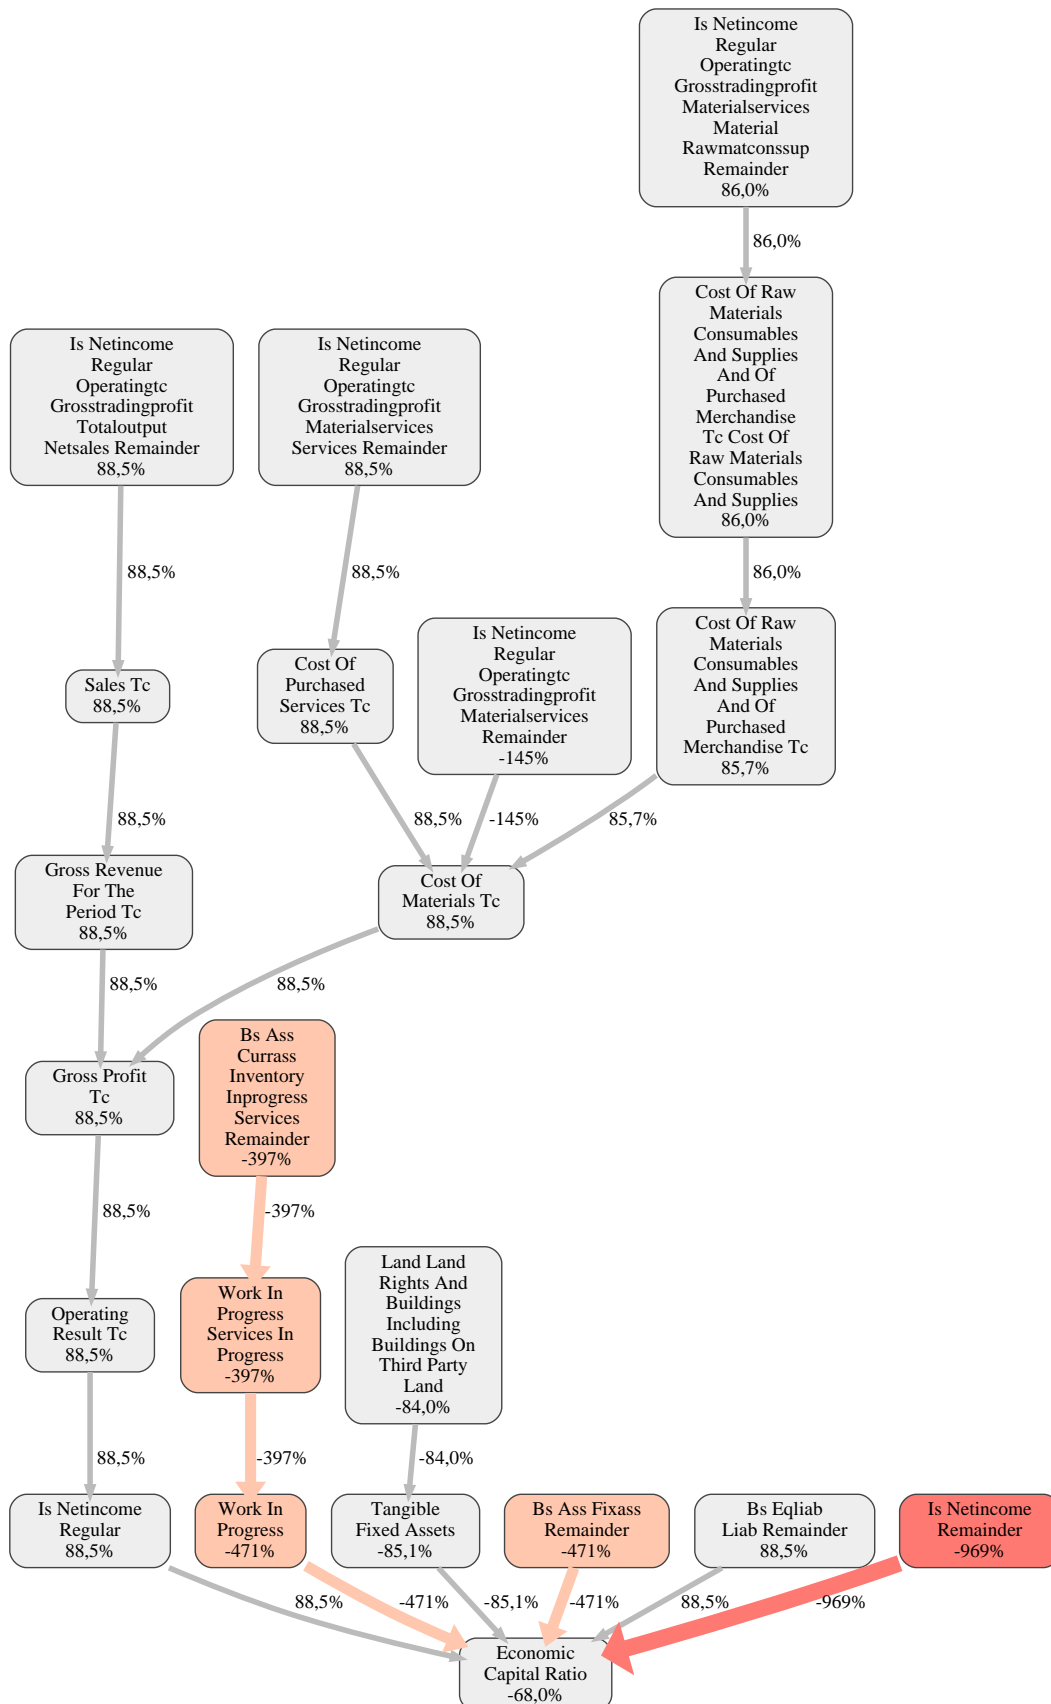 Is Netincome
Regular
Operatingtc
Grosstradingprofit
Materialservices
Material
Rawmatconssup
Remainder
86,0%
86,0%
Cost Of Raw
Materials
Consumables
And Supplies
And Of
Purchased
Merchandise
Tc Cost Of
Raw Materials
Consumables
And Supplies
86,0%
Is Netincome
Regular
Operatingtc
Grosstradingprofit
Totaloutput
Netsales Remainder
88,5%
Is Netincome
Regular
Operatingtc
Grosstradingprofit
Materialservices
Services Remainder
88,5%
88,5%
88,5%
86,0%
Sales Tc
88,5%
Cost Of
Purchased
Services Tc
88,5%
Is Netincome
Regular
Operatingtc
Grosstradingprofit
Materialservices
Remainder
-145%
Cost Of Raw
Materials
Consumables
And Supplies
And Of
Purchased
Merchandise Tc
85,7%
88,5%
88,5%
-145%
85,7%
Gross Revenue
For The
Period Tc
88,5%
Cost Of
Materials Tc
88,5%
88,5%
88,5%
Gross Profit
Tc
88,5%
Bs Ass
Currass
Inventory
Inprogress
Services
Remainder
-397%
88,5%
-397%
Operating
Result Tc
88,5%
Work In
Progress
Services In
Progress
-397%
Land Land
Rights And
Buildings
Including
Buildings On
Third Party
Land
-84,0%
88,5%
-397%
-84,0%
Is Netincome
Regular
88,5%
Work In
Progress
-471%
Tangible
Fixed Assets
-85,1%
Bs Ass Fixass
Remainder
-471%
Bs Eqliab
Liab Remainder
88,5%
Is Netincome
Remainder
-969%
88,5%
-471%
-85,1%
-471%
88,5%
-969%
Economic
Capital Ratio
-68,0%